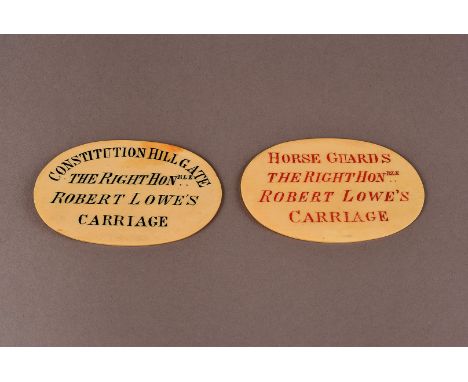 CONSTITUTION HILL GATE
THE RIGHT HONBLE
ROBERT LOWE'S
CARRIAGE
HORSE GUARDS
THE RIGHT HONBLE
ROBERT LOWE'S
CARRIAGE